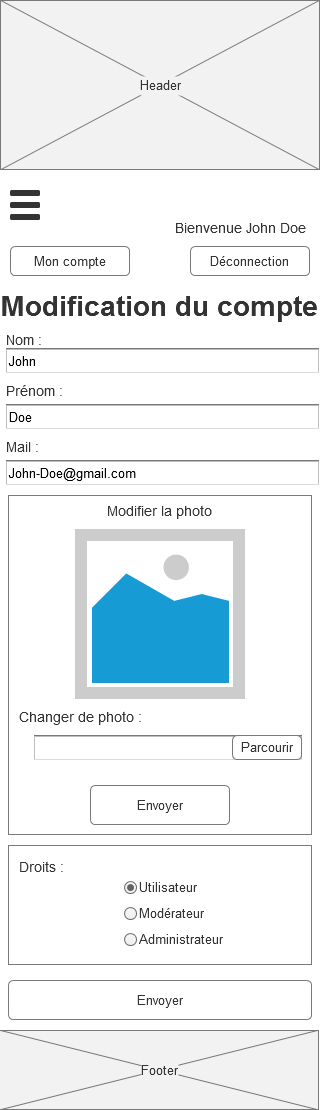 Header
Bienvenue John Doe
Mon compte
Déconnection
Modification du compte
Nom :
John
Prénom :
Doe
Mail :
John-Doe@gmail.com
Modifier la photo
Changer de photo :
Parcourir
Envoyer
Droits :
Utilisateur
Modérateur
Administrateur
Envoyer
Footer